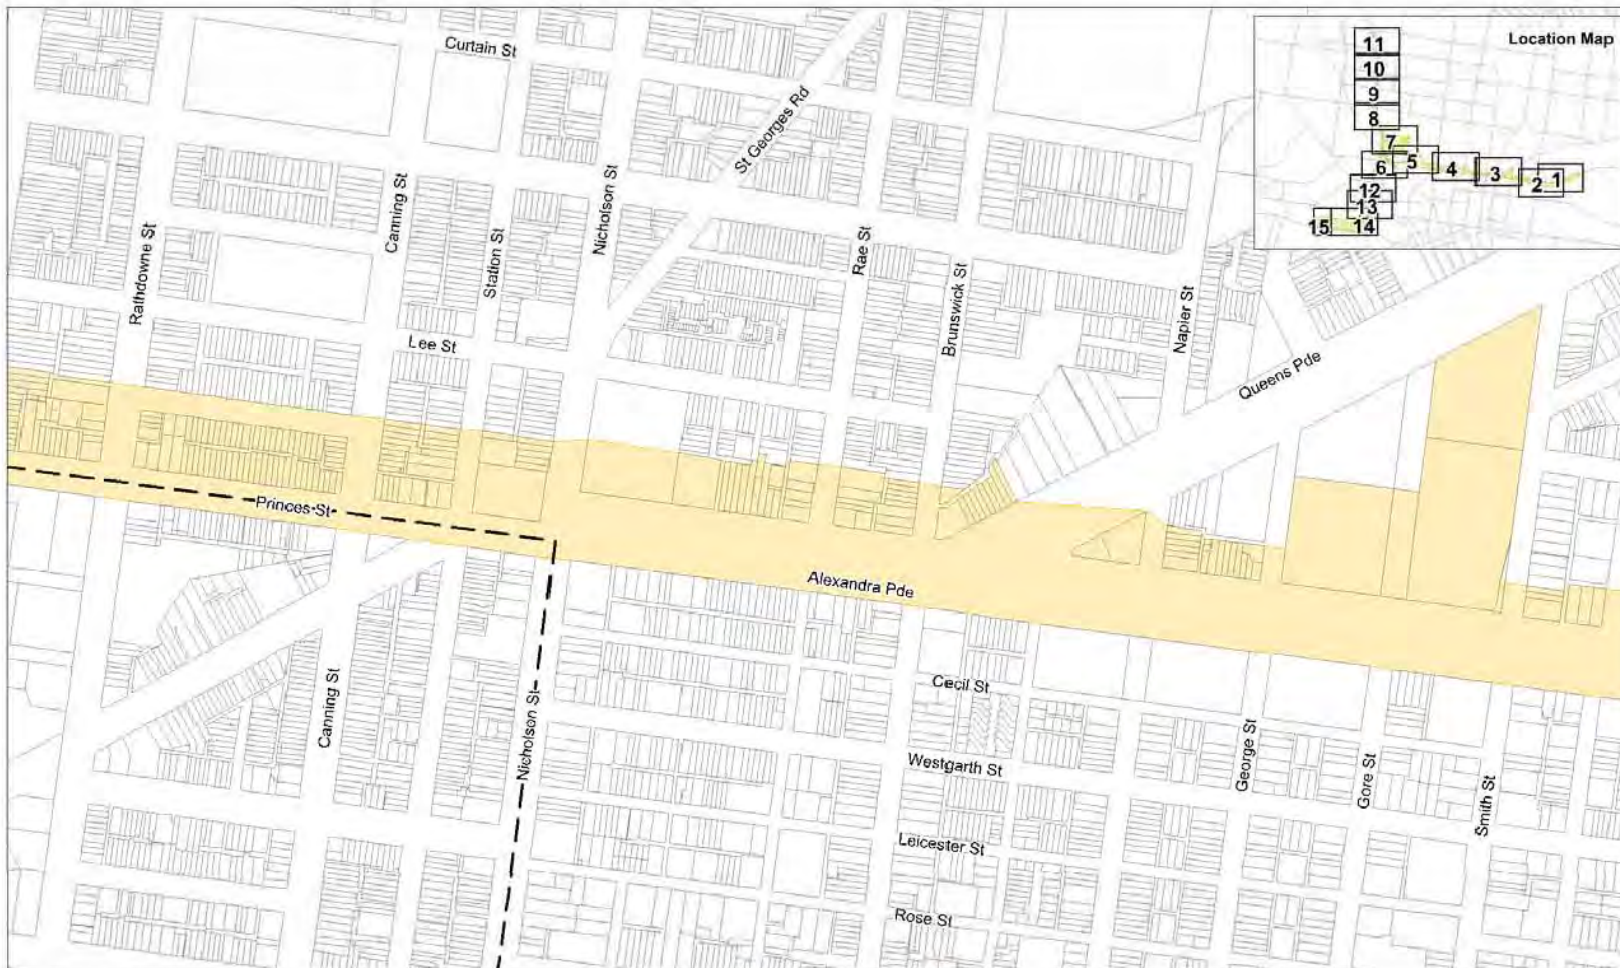 Curtain St
Location Map
11
10
9
8
7
6
5
4
3
2
1
12
13
15
14
St Georges Rd
Canning St
Nicholson St
Station St
Rathdowne St
Rae St
Brunswick St
Napier St
Lee St
Queens Pde
Princes St
Alexandra Pde
Canning St
Nicholson St
Cecil St
Westgarth St
George St
Gore St
Smith St
Leicester St
Rose St